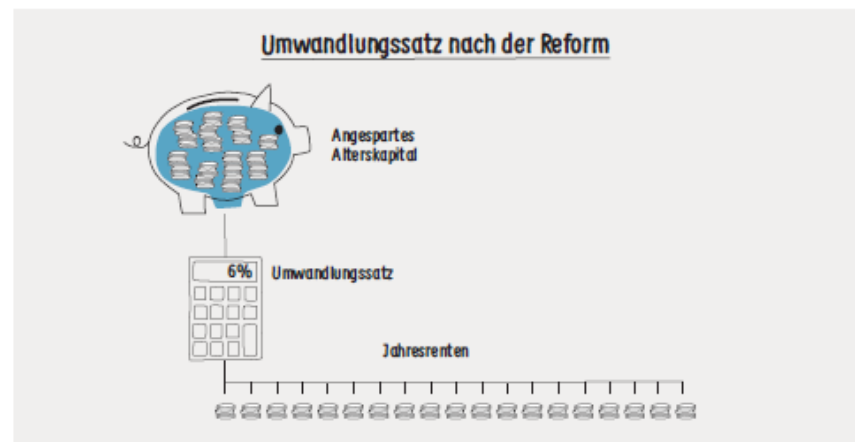 Umwandlungssatz nach der Reform
Angespartes
Alterskapital
6%
Umwandlungssatz
Jahresrenten